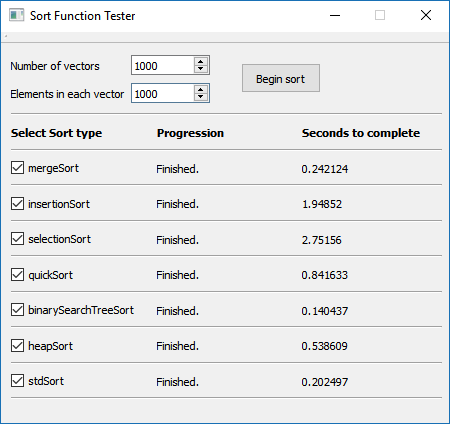 Sort Function Tester
Number of vectors 1000
Begin sort
Elements in each vector 1000
Select Sort type Progression Seconds to complete
mergeSort Finished. 0.242124
insertionSort Finished. 1.94852
selectionSort Finished. 2.75156
quickSort Finished. 0.841633
binarySearchTreeSort Finished. 0.140437
heapSort Finished. 0.538609
stdSort Finished. 0.202497